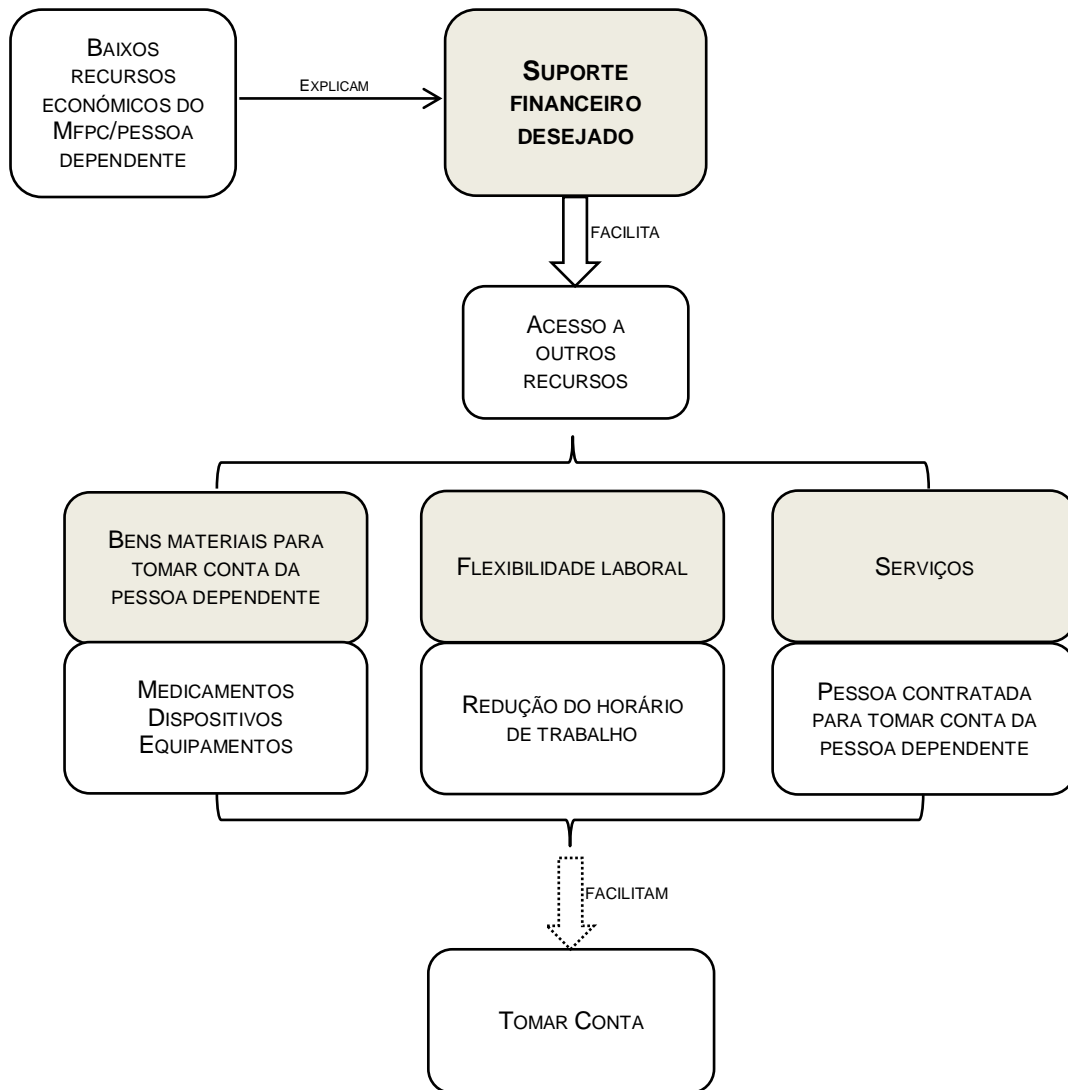 BAIXOS
RECURSOS
ECONÓMICOS DO
MFPC/PESSOA
DEPENDENTE
EXPLICAM
SUPORTE
FINANCEIRO
DESEJADO
FACILITA
ACESSO A
OUTROS
RECURSOS
BENS MATERIAIS PARA
TOMAR CONTA DA
PESSOA DEPENDENTE
FLEXIBILIDADE LABORAL
SERVIÇOS
MEDICAMENTOS
DISPOSITIVOS
EQUIPAMENTOS
REDUÇÃO DO HORÁRIO
DE TRABALHO
PESSOA CONTRATADA
PARA TOMAR CONTA DA
PESSOA DEPENDENTE
FACILITAM
TOMAR CONTA